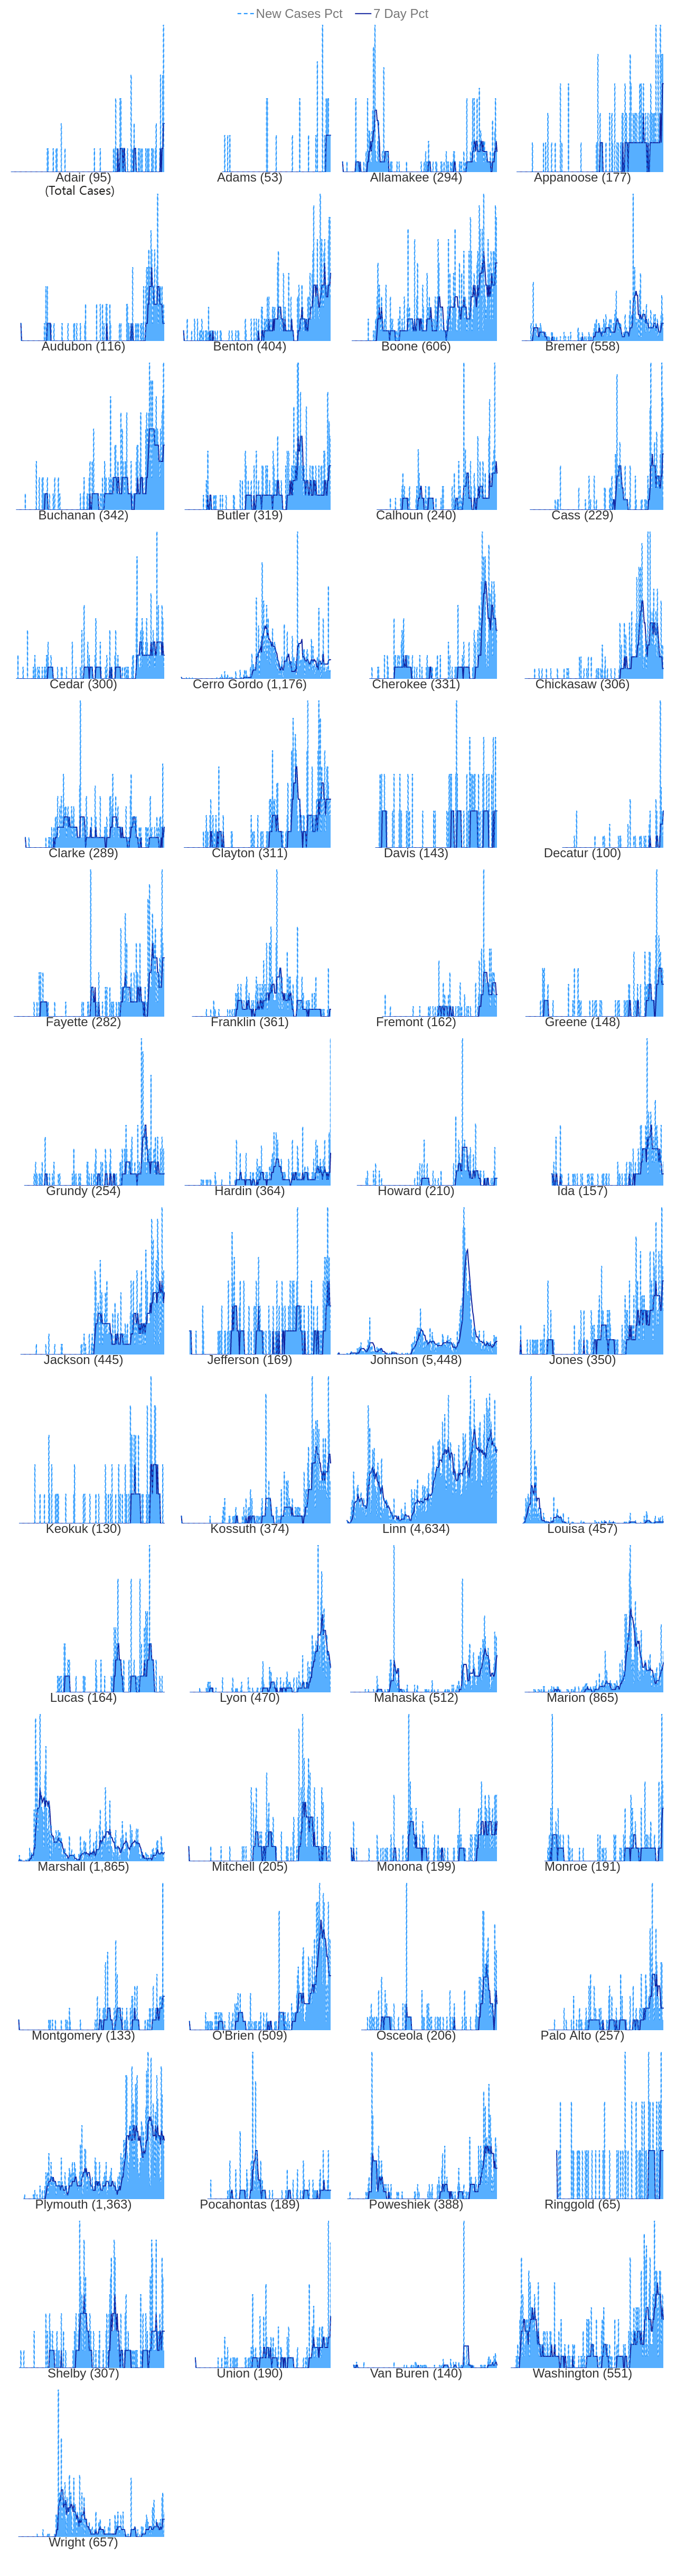 New Cases Pct 7 Day Pct
Adair (95) Adams (53) Allamakee (294) Appanoose (177)
(Total Cases)
Audubon (116) Benton (404) Boone (606) Bremer (558)
Buchanan (342) Butler (319) Calhoun (240) Cass (229)
Cedar (300) Cerro Gordo (1,176) Cherokee (331) Chickasaw (306)
Clarke (289) Clayton (311) Davis (143) Decatur (100)
Fayette (282) Franklin (361) Fremont (162) Greene (148)
Grundy (254) Hardin (364) Howard (210) Ida (157)
Jackson (445) Jefferson (169) Johnson (5,448) Jones (350)
Keokuk (130) Kossuth (374) Linn (4,634) Louisa (457)
Lucas (164) Lyon (470) Mahaska (512) Marion (865)
Marshall (1,865) Mitchell (205) Monona (199) Monroe (191)
Montgomery (133) O'Brien (509) Osceola (206) Palo Alto (257)
Plymouth (1,363) Pocahontas (189) Poweshiek (388) Ringgold (65)
Shelby (307) Union (190) Van Buren (140) Washington (551)
Wright (657)